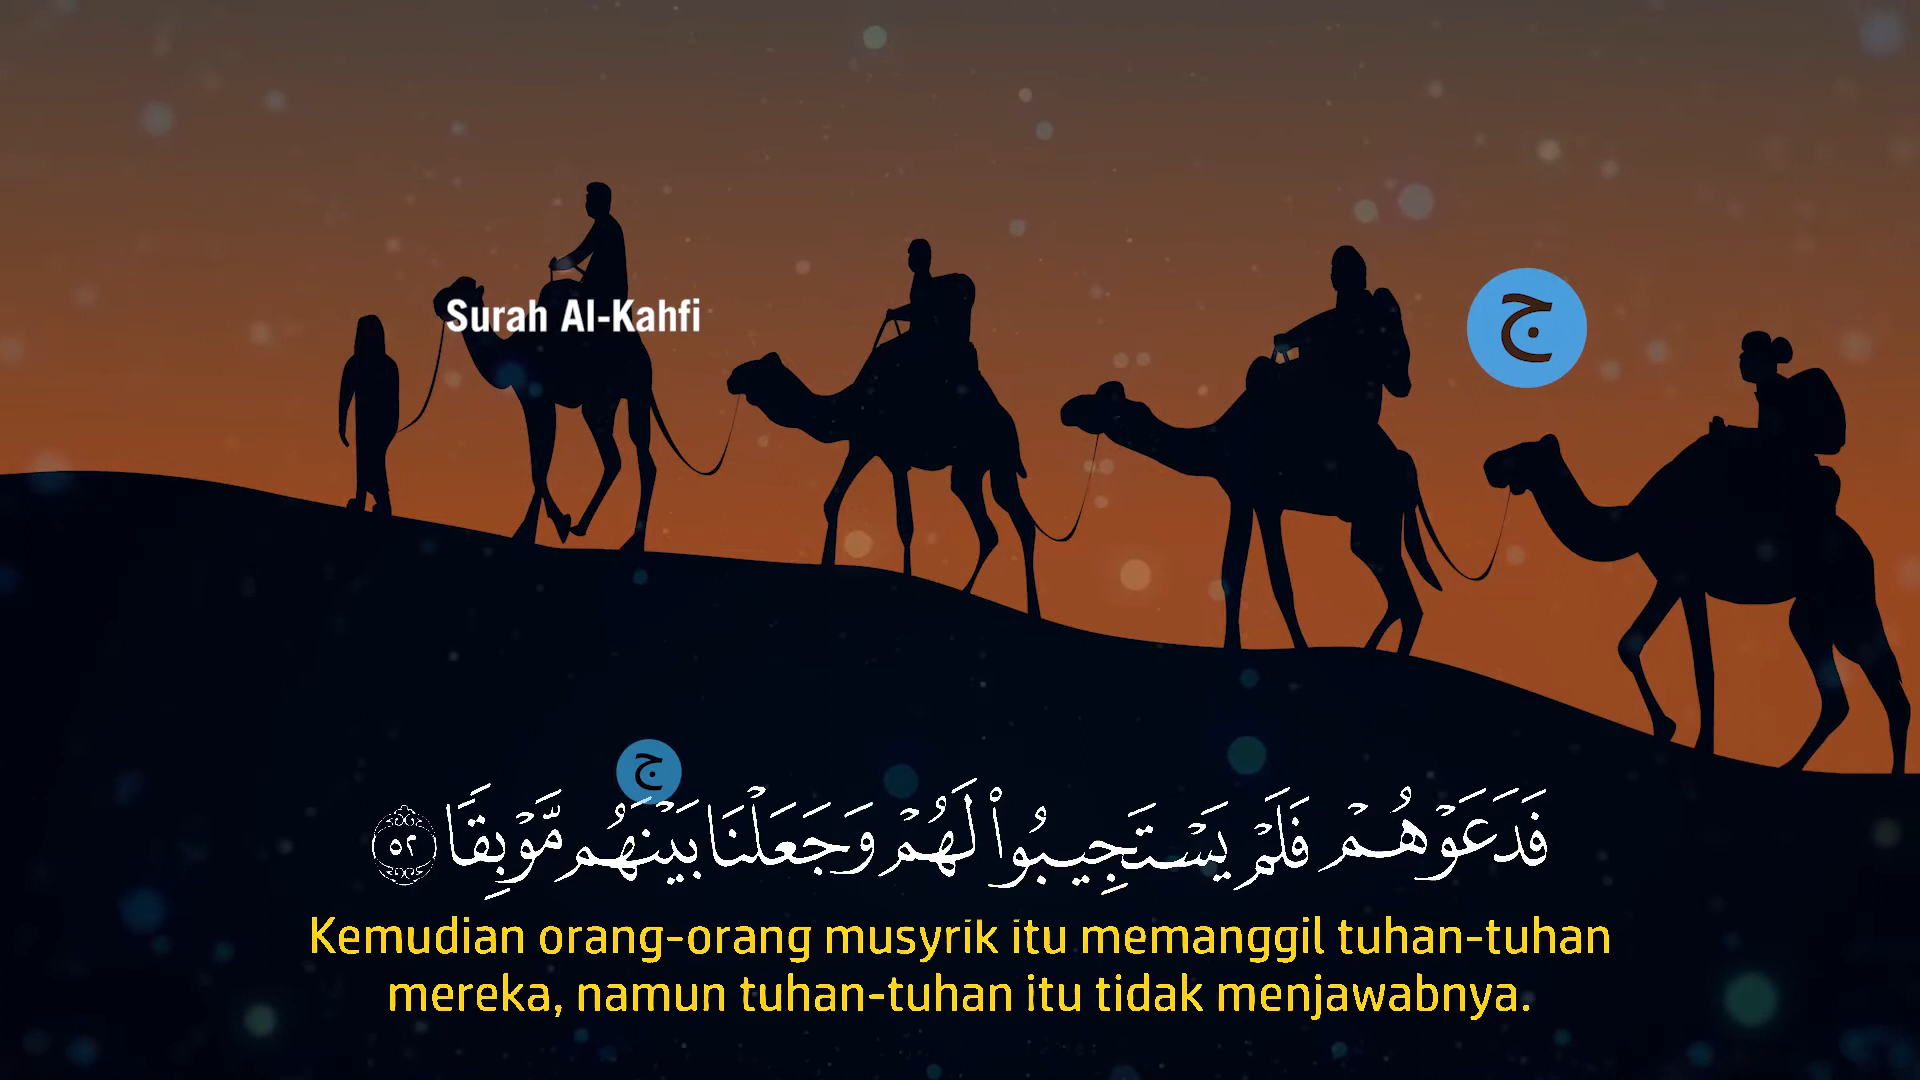 Surah Al-Kahfi
ج
ج
فَدَعَوْهُمْ فَلَمْ يَسْتَجِيبُوا۟ لَهُمْ وَجَعَلْنَا بَيْنَهُم مَّوْبِقًا ٥٢
Kemudian orang-orang musyrik itu memanggil tuhan-tuhan
mereka, namun tuhan-tuhan itu tidak menjawabnya.